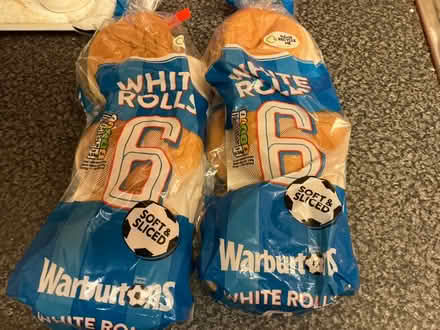 WHITE
ROLLS
6
SOFT &
SLICED
Warburtons
WHITE ROLLS
WHITE
ROLLS
6
SOFT &
SLICED
Warburtons
WHITE ROLLS